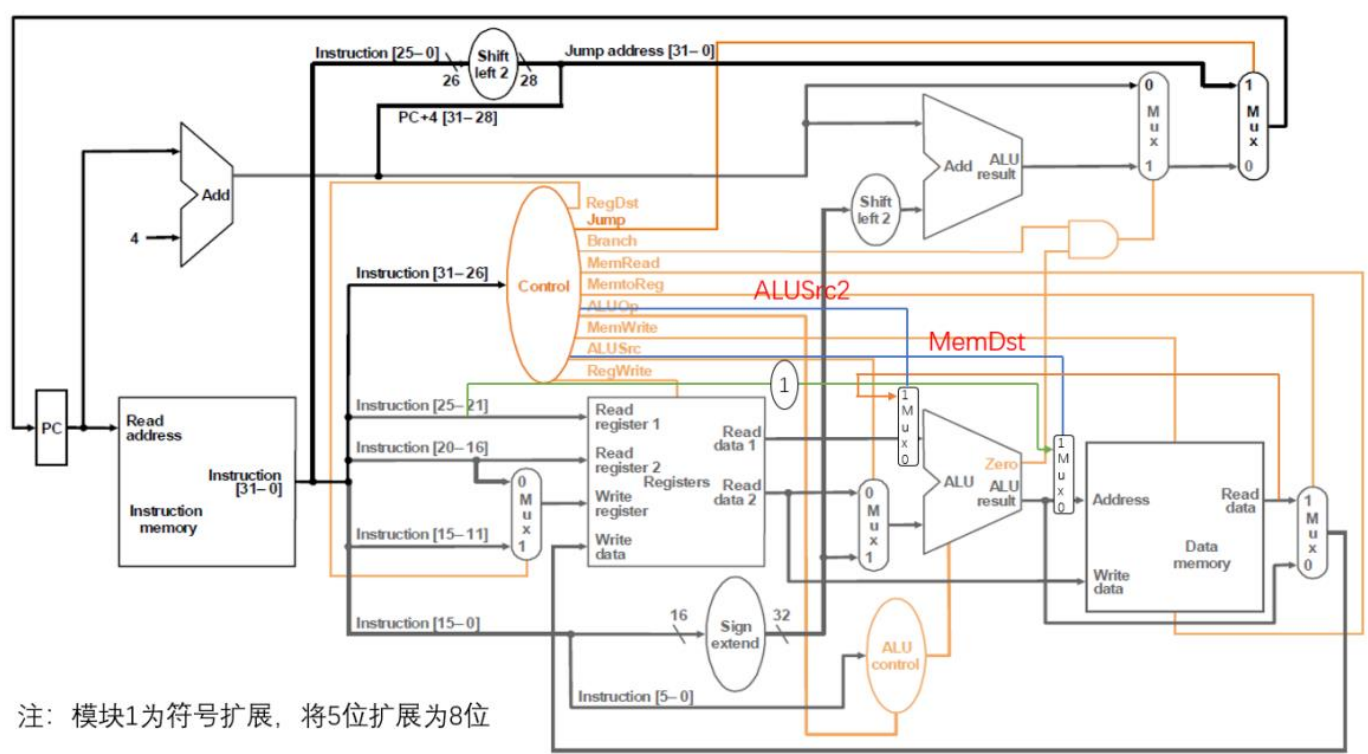 Instruction [25–0]
26
Shift
left 2
28
Jump address [31–0]
PC+4 [31–28]
Add
4
0
M
u
x
1
1
M
u
x
0
Add
ALU
result
Shift
left 2
RegDst
Jump
Branch
MemRead
MemtoReg
ALUOp
MemWrite
ALUSrc
RegWrite
Instruction [31–26]
Control
ALUSrc2
MemDst
1
PC
Read
address
Instruction
[31–0]
Instruction
memory
Instruction [25–21]
Instruction [20–16]
Instruction [15–11]
Instruction [15–0]
0
M
u
x
1
Read
register 1
Read
register 2
Write
register
Write
data
Registers
Read
data 1
Read
data 2
1
M
u
x
0
0
M
u
x
1
Zero
ALU
ALU
result
1
M
u
x
0
Address
Read
data
Data
memory
Write
data
1
M
u
x
0
16
Sign
extend
32
ALU
control
Instruction [5–0]
注：模块1为符号扩展，将5位扩展为8位